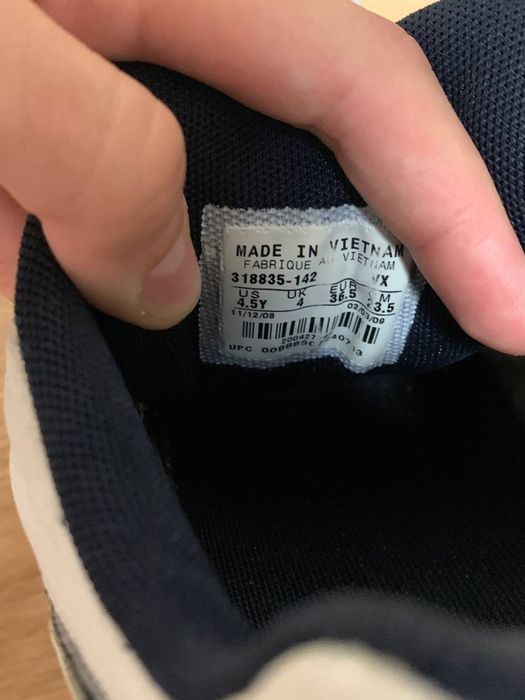 MADE IN VIETNAM
FABRIQUE AU VIETNAM
318835-142 VX
US UK EUR CM
4.5Y 4 36.5 23.5
11/12/08 02/03/09
UPC